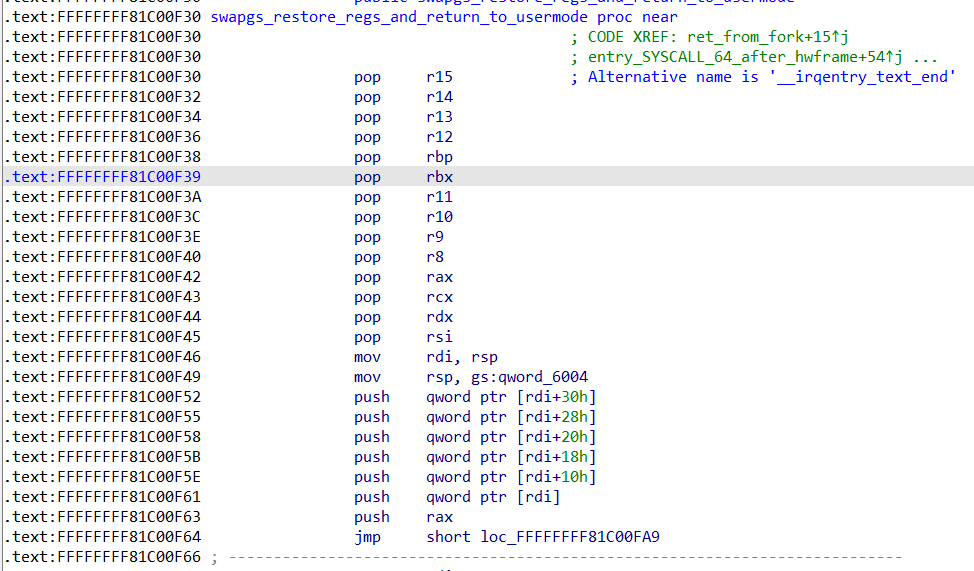 .text:FFFFFFFF81C00F30 public swapgs_restore_regs_and_return_to_usermode
.text:FFFFFFFF81C00F30 swapgs_restore_regs_and_return_to_usermode proc near
.text:FFFFFFFF81C00F30 ; CODE XREF: ret_from_fork+15↑j
.text:FFFFFFFF81C00F30 ; entry_SYSCALL_64_after_hwframe+54↑j ...
.text:FFFFFFFF81C00F30 pop r15 ; Alternative name is '__irqentry_text_end'
.text:FFFFFFFF81C00F32 pop r14
.text:FFFFFFFF81C00F34 pop r13
.text:FFFFFFFF81C00F36 pop r12
.text:FFFFFFFF81C00F38 pop rbp
.text:FFFFFFFF81C00F39 pop rbx
.text:FFFFFFFF81C00F3A pop r11
.text:FFFFFFFF81C00F3C pop r10
.text:FFFFFFFF81C00F3E pop r9
.text:FFFFFFFF81C00F40 pop r8
.text:FFFFFFFF81C00F42 pop rax
.text:FFFFFFFF81C00F43 pop rcx
.text:FFFFFFFF81C00F44 pop rdx
.text:FFFFFFFF81C00F45 pop rsi
.text:FFFFFFFF81C00F46 mov rdi, rsp
.text:FFFFFFFF81C00F49 mov rsp, gs:qword_6004
.text:FFFFFFFF81C00F52 push qword ptr [rdi+30h]
.text:FFFFFFFF81C00F55 push qword ptr [rdi+28h]
.text:FFFFFFFF81C00F58 push qword ptr [rdi+20h]
.text:FFFFFFFF81C00F5B push qword ptr [rdi+18h]
.text:FFFFFFFF81C00F5E push qword ptr [rdi+10h]
.text:FFFFFFFF81C00F61 push qword ptr [rdi]
.text:FFFFFFFF81C00F63 push rax
.text:FFFFFFFF81C00F64 jmp short loc_FFFFFFFF81C00FA9
.text:FFFFFFFF81C00F66 ; ---------------------------------------------------------------------------